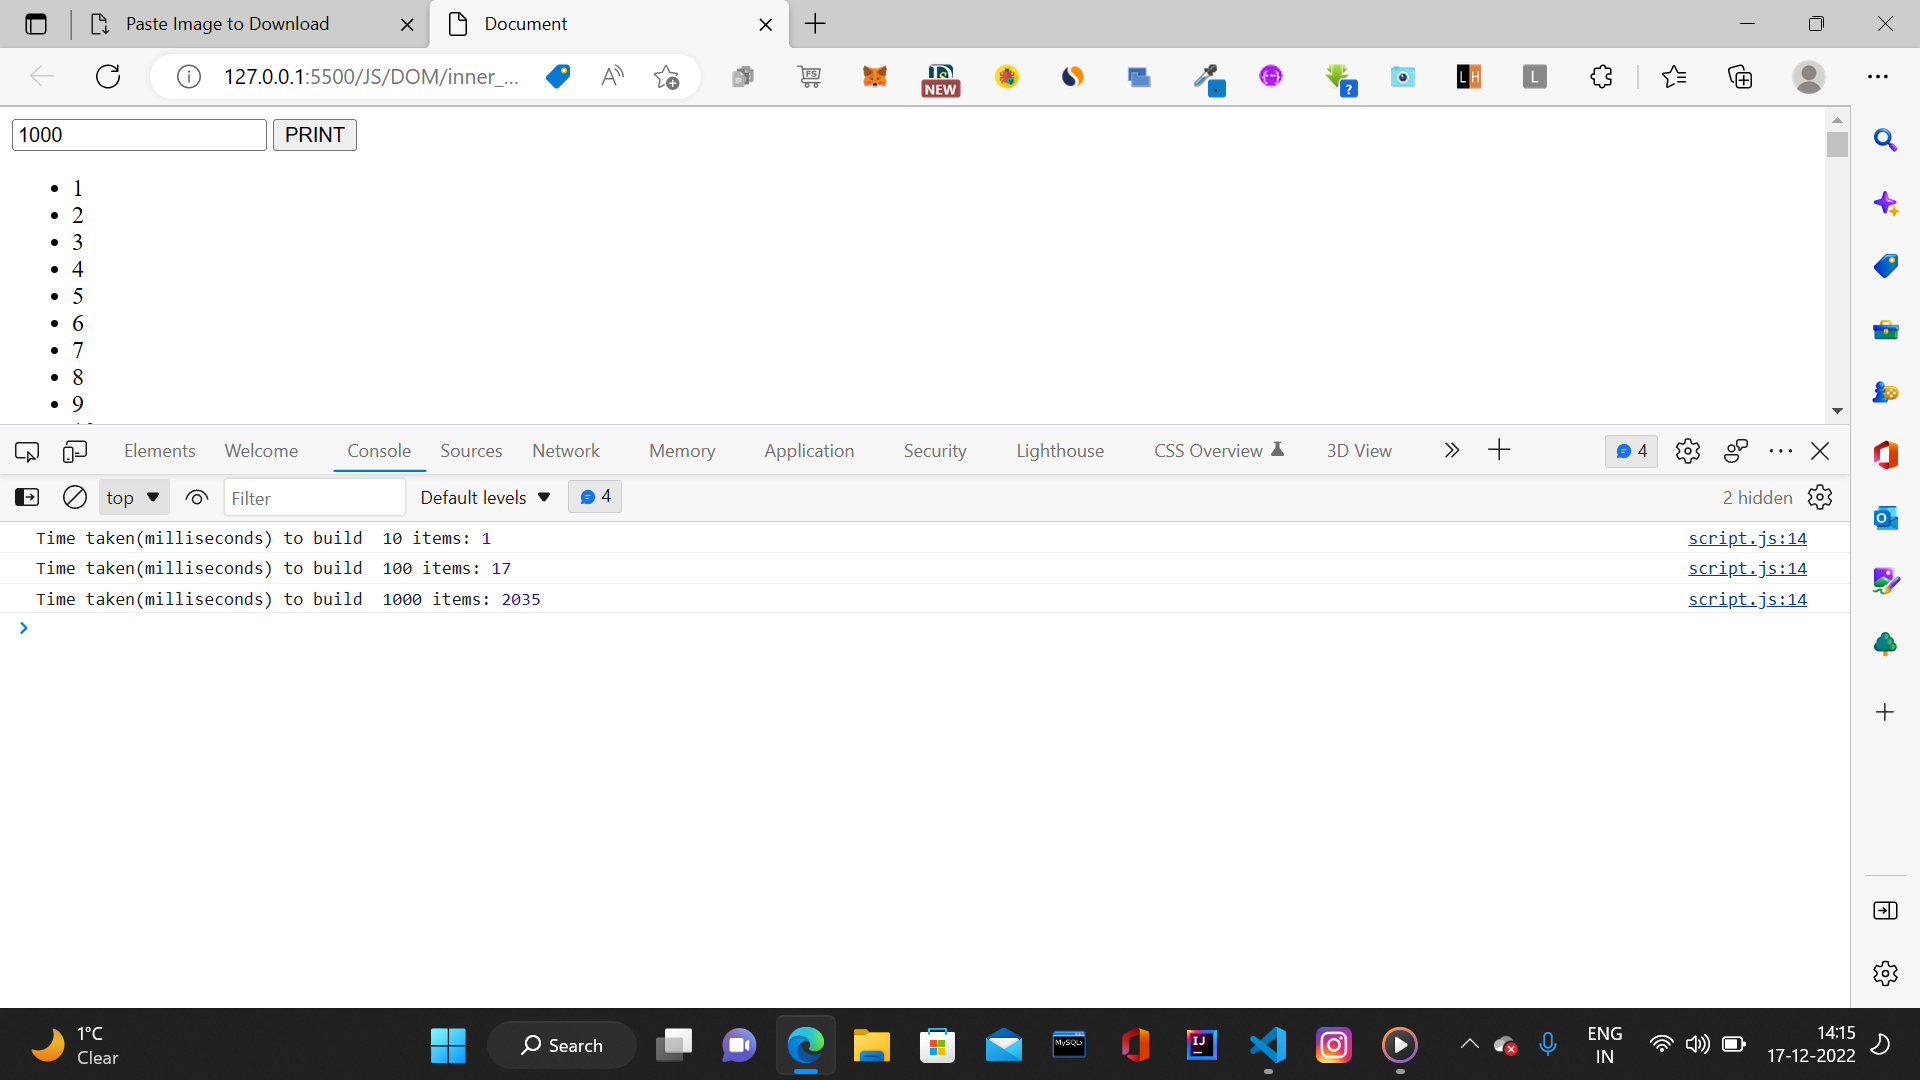 Paste Image to Download
Document
127.0.0.1:5500/JS/DOM/inner_...
NEW
FS
?
LH
L
1000
PRINT
1
2
3
4
5
6
7
8
9
Elements Welcome Console Sources Network Memory Application Security Lighthouse CSS Overview 3D View 4
top Filter Default levels 4 2 hidden
Time taken(milliseconds) to build 10 items: 1 script.js:14
Time taken(milliseconds) to build 100 items: 17 script.js:14
Time taken(milliseconds) to build 1000 items: 2035 script.js:14
1°C
Clear
Search
MySQL
IJ
ENG
IN
14:15
17-12-2022